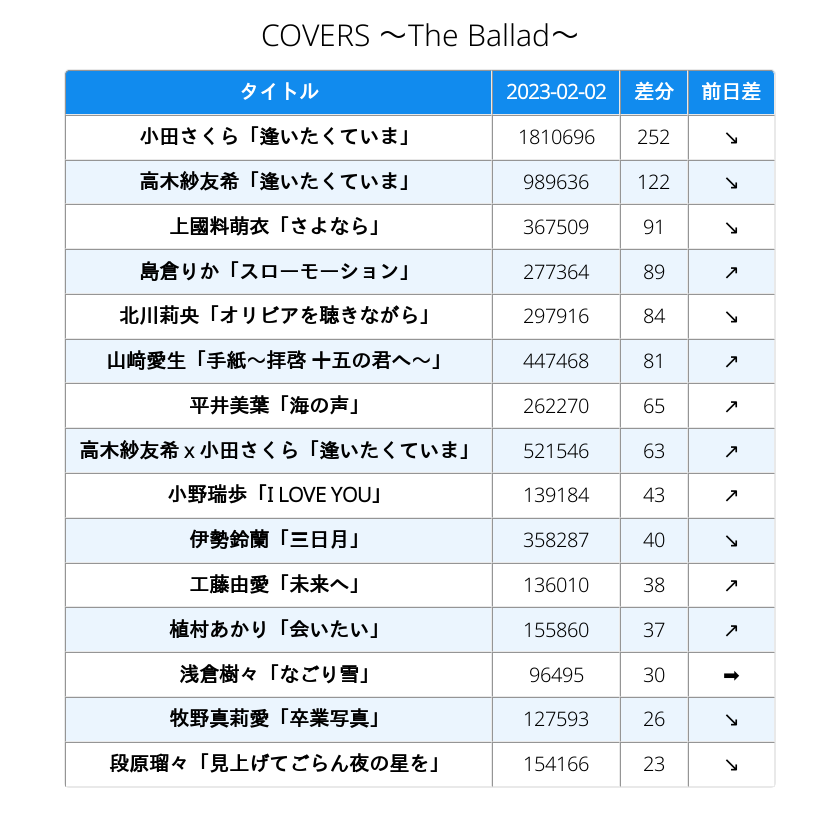 COVERS 〜The Ballad〜
タイトル 2023-02-02 差分 前日差
小田さくら「逢いたくていま」 1810696 252 ↘
高木紗友希「逢いたくていま」 989636 122 ↘
上國料萌衣「さよなら」 367509 91 ↘
島倉りか「スローモーション」 277364 89 ↗
北川莉央「オリビアを聴きながら」 297916 84 ↘
山﨑愛生「手紙〜拝啓 十五の君へ〜」 447468 81 ↗
平井美葉「海の声」 262270 65 ↗
高木紗友希 x 小田さくら「逢いたくていま」 521546 63 ↗
小野瑞歩「I LOVE YOU」 139184 43 ↗
伊勢鈴蘭「三日月」 358287 40 ↘
工藤由愛「未来へ」 136010 38 ↗
植村あかり「会いたい」 155860 37 ↗
浅倉樹々「なごり雪」 96495 30 ➡
牧野真莉愛「卒業写真」 127593 26 ↘
段原瑠々「見上げてごらん夜の星を」 154166 23 ↘